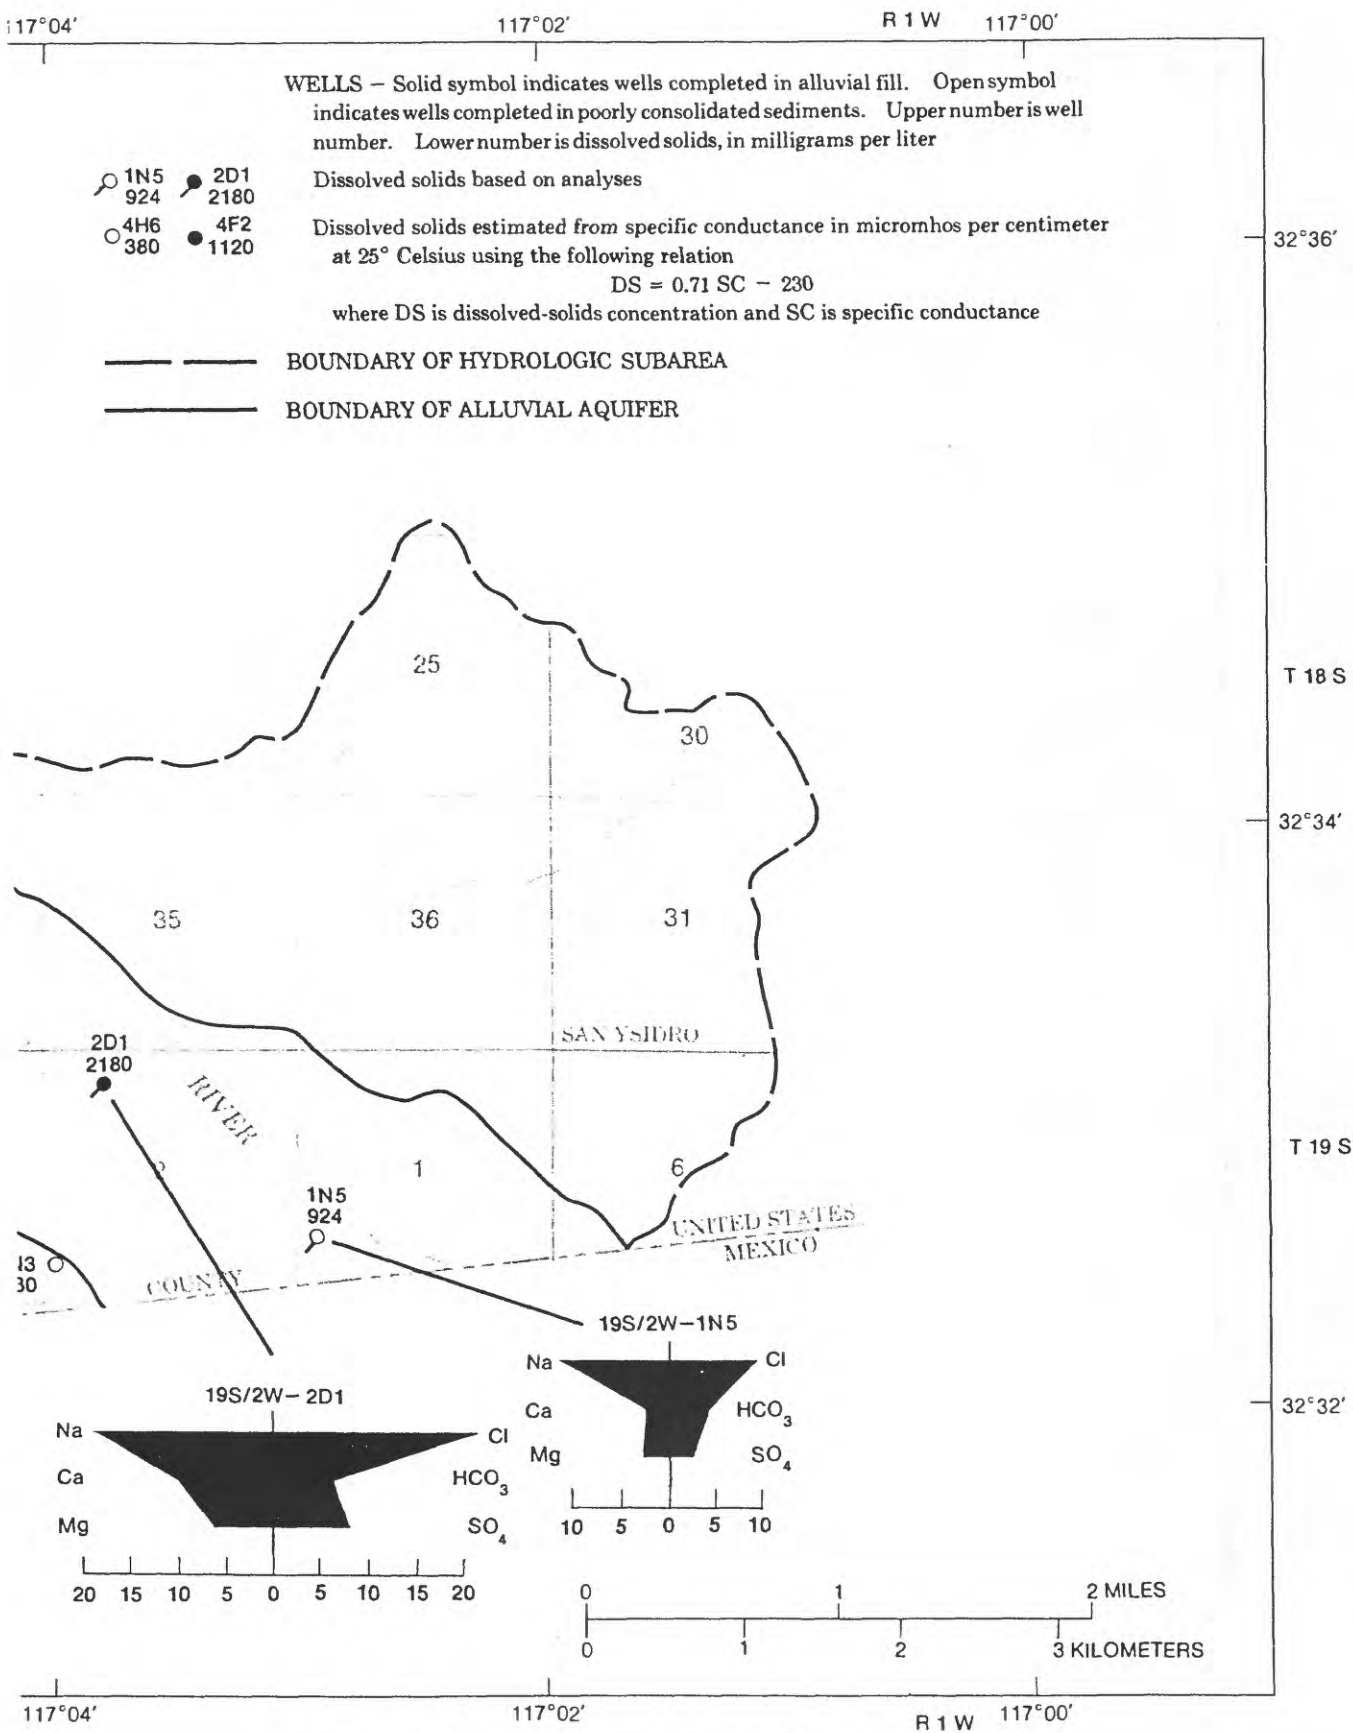 117°04′ 117°02′ R 1 W 117°00′
WELLS – Solid symbol indicates wells completed in alluvial fill. Open symbol
indicates wells completed in poorly consolidated sediments. Upper number is well
number. Lower number is dissolved solids, in milligrams per liter
1N5 2D1 Dissolved solids based on analyses
924 2180
4H6 4F2 Dissolved solids estimated from specific conductance in micromhos per centimeter
380 1120 at 25° Celsius using the following relation
32°36′
DS = 0.71 SC – 230
where DS is dissolved-solids concentration and SC is specific conductance
BOUNDARY OF HYDROLOGIC SUBAREA
BOUNDARY OF ALLUVIAL AQUIFER
25
T 18 S
30
32°34′
35 36 31
SAN YSIDRO
2D1
2180
RIVER
T 19 S
2 1 6
1N5
924
UNITED STATES
MEXICO
COUNTY
19S/2W–1N5
Na Cl
Ca HCO3
Mg SO4
10 5 0 5 10
32°32′
19S/2W–2D1
Na Cl
Ca HCO3
Mg SO4
20 15 10 5 0 5 10 15 20
0 1 2 MILES
0 1 2 3 KILOMETERS
117°04′ 117°02′ R 1 W 117°00′